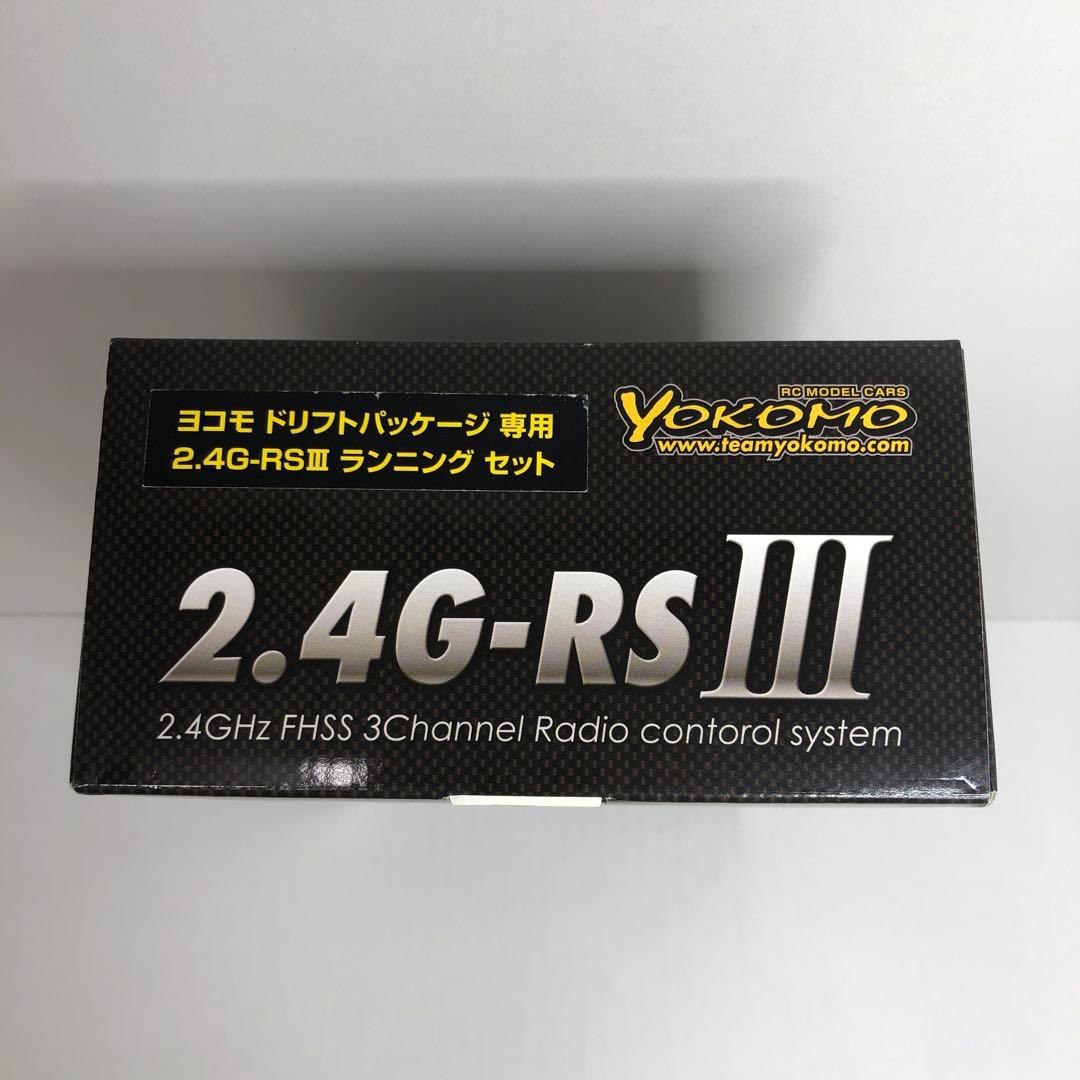 ヨコモ ドリフトパッケージ 専用
2.4G-RSⅢ ランニング セット
RC MODEL CARS
YOKOMO
www.teamyokomo.com
2.4G-RSⅢ
2.4GHz FHSS 3Channel Radio contorol system